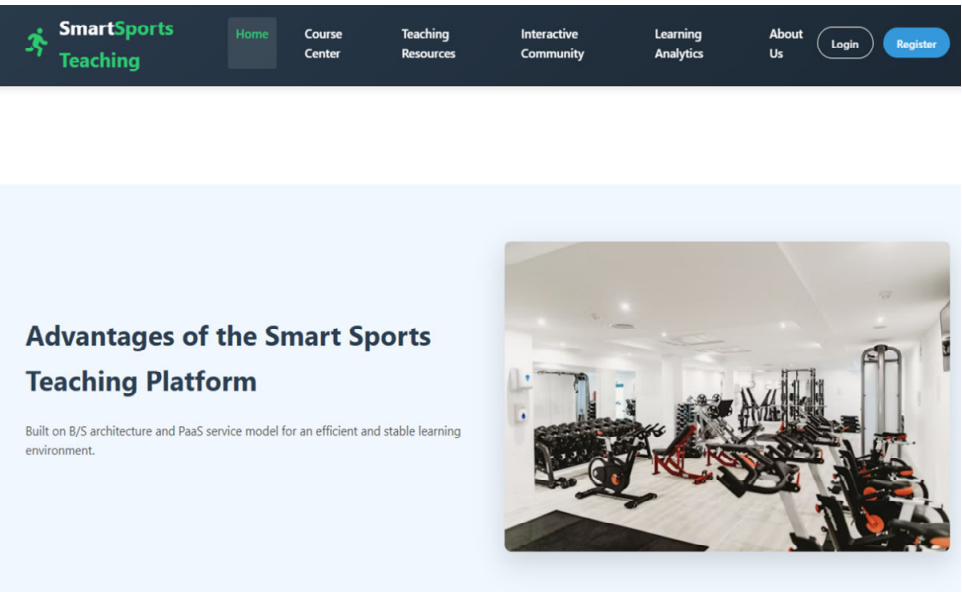 SmartSports
Teaching
Home
Course
Center
Teaching
Resources
Interactive
Community
Learning
Analytics
About
Us
Login
Register
Advantages of the Smart Sports
Teaching Platform
Built on B/S architecture and PaaS service model for an efficient and stable learning
environment.